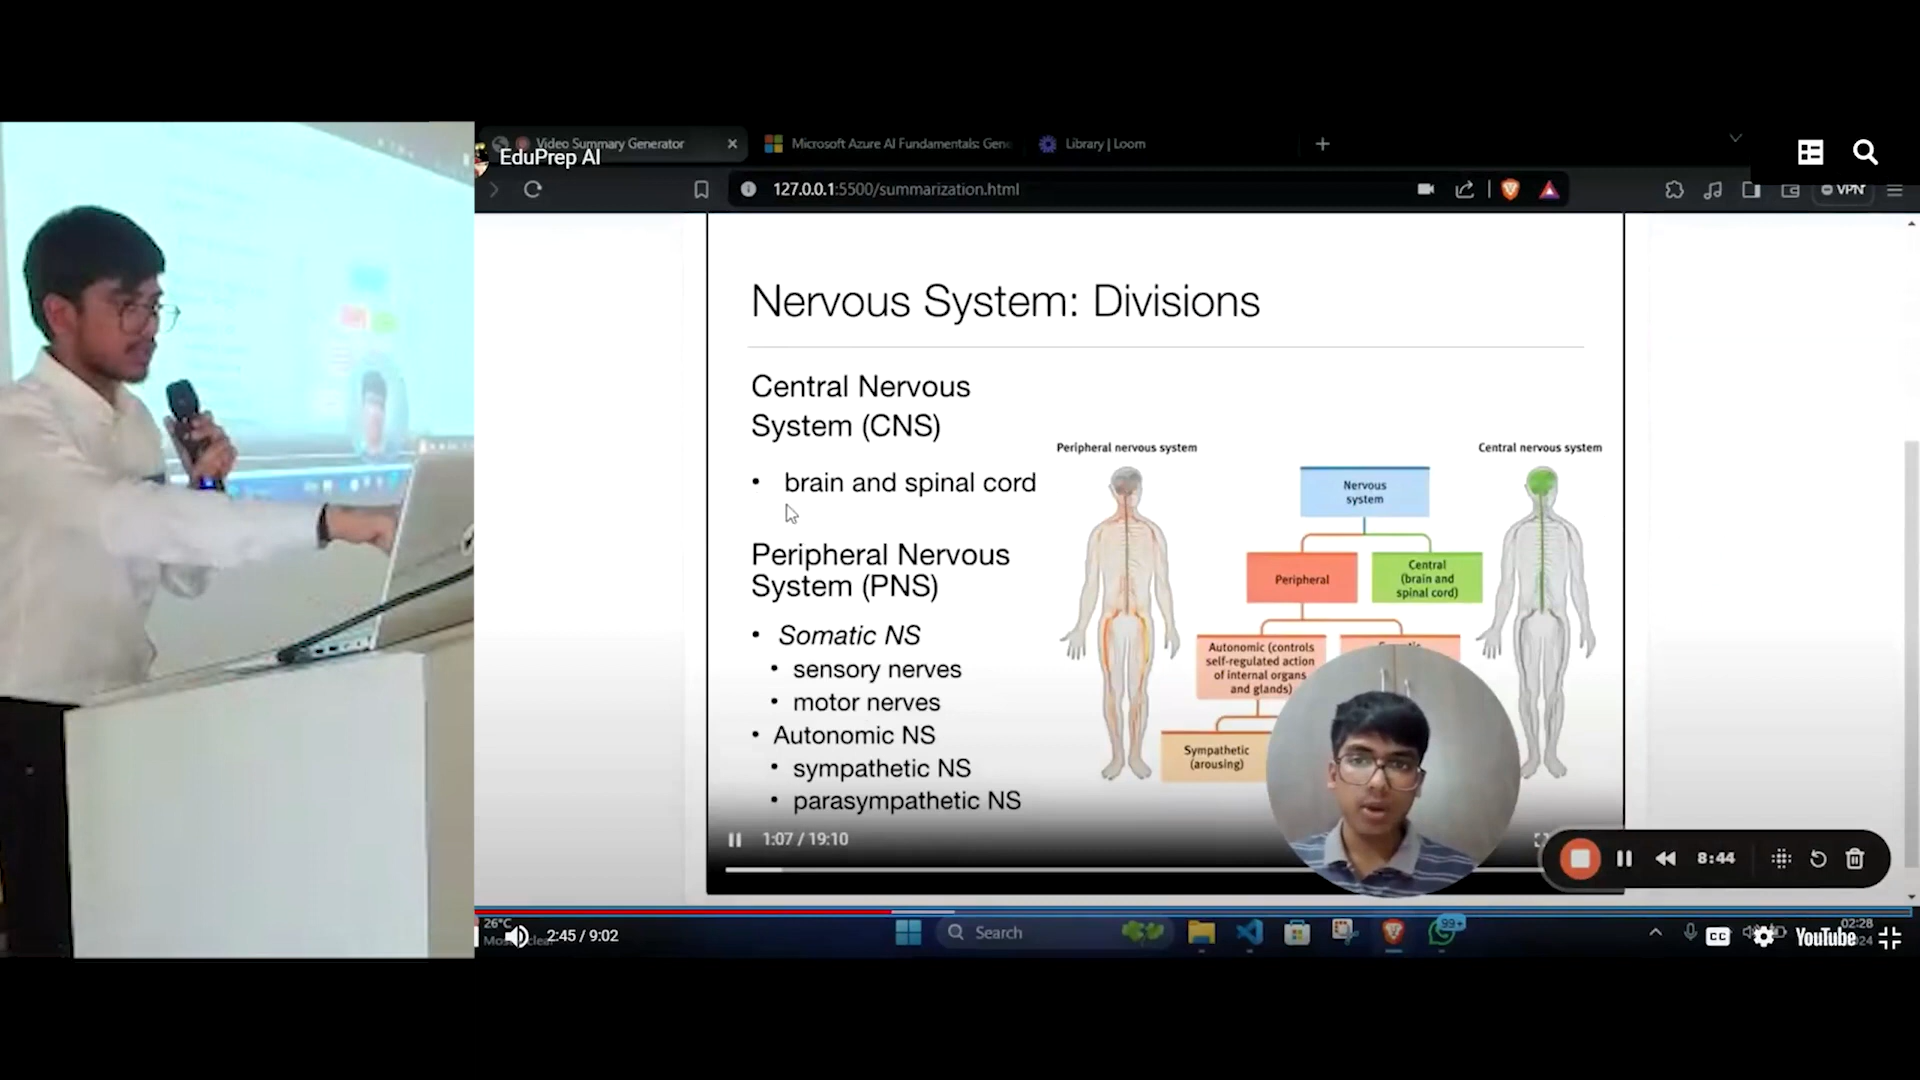 Video Summary Generator
Microsoft Azure AI Fundamentals: Gene
Library | Loom
EduPrep AI
127.0.0.1:5500/summarization.html
VPN
Nervous System: Divisions
Central Nervous
System (CNS)
• brain and spinal cord
Peripheral Nervous
System (PNS)
• Somatic NS
• sensory nerves
• motor nerves
• Autonomic NS
• sympathetic NS
• parasympathetic NS
Peripheral nervous system
Central nervous system
Nervous
system
Peripheral
Central
(brain and
spinal cord)
Autonomic (controls
self-regulated action
of internal organs
and glands)
Sympathetic
(arousing)
1:07 / 19:10
8:44
26°C
2:45 / 9:02
Search
99+
02:28
CC
YouTube